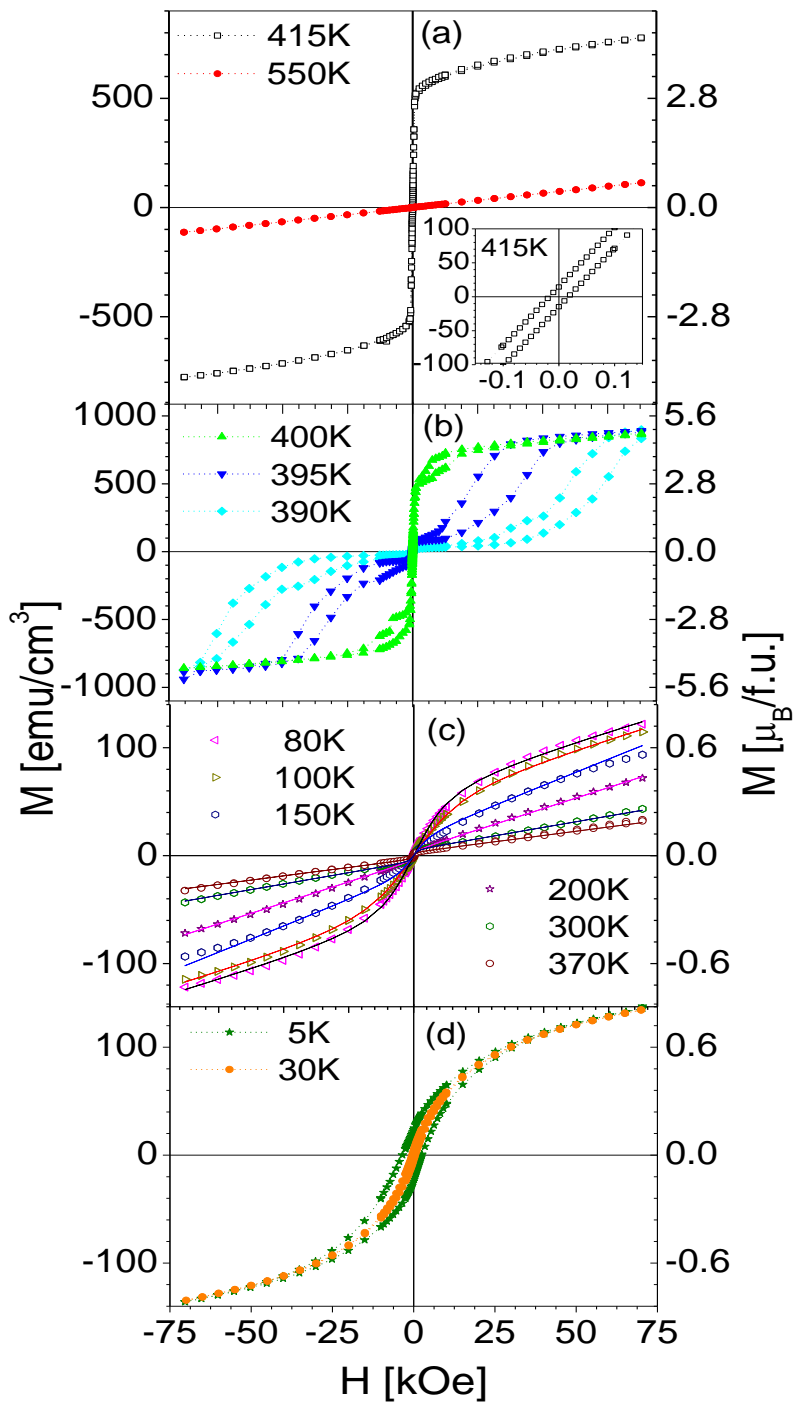 415K
550K
(a)
500
0
-500
2.8
0.0
-2.8
415K
100
50
0
-50
-100
-0.1
0.0
0.1
400K
395K
390K
(b)
1000
500
0
-500
-1000
5.6
2.8
0.0
-2.8
-5.6
M [emu/cm³]
M [μB/f.u.]
80K
100K
150K
(c)
200K
300K
370K
100
0
-100
0.6
0.0
-0.6
5K
30K
(d)
100
0
-100
0.6
0.0
-0.6
-75
-50
-25
0
25
50
75
H [kOe]